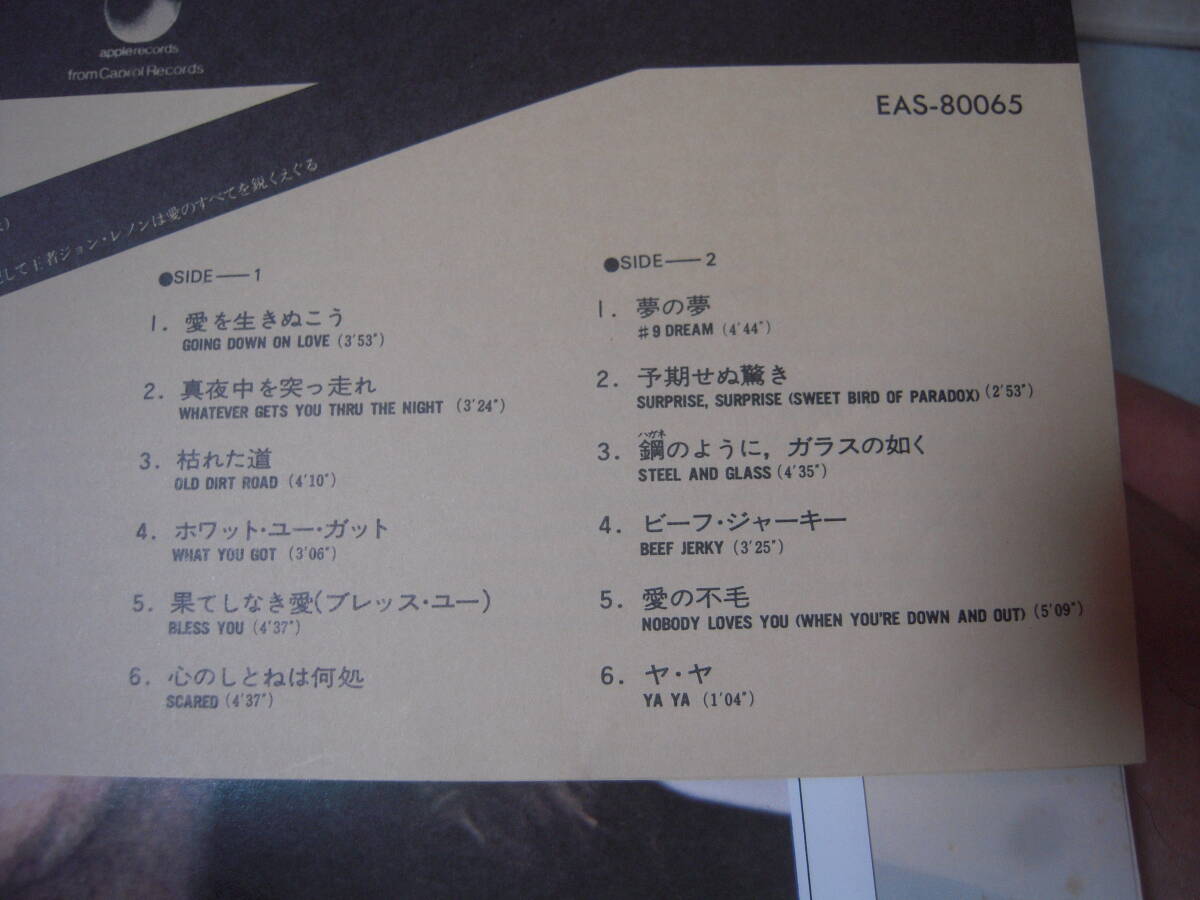 applerecords
from Capitol Records
EAS-80065
して王者ジョン・レノンは愛のすべてを鋭くえぐる
●SIDE—1
1. 愛を生きぬこう
GOING DOWN ON LOVE (3'53")
2. 真夜中を突っ走れ
WHATEVER GETS YOU THRU THE NIGHT (3'24")
3. 枯れた道
OLD DIRT ROAD (4'10")
4. ホワット・ユー・ガット
WHAT YOU GOT (3'06")
5. 果てしなき愛(ブレッス・ユー)
BLESS YOU (4'37")
6. 心のしとねは何処
SCARED (4'37")
●SIDE—2
1. 夢の夢
♯9 DREAM (4'44")
2. 予期せぬ驚き
SURPRISE, SURPRISE (SWEET BIRD OF PARADOX) (2'53")
ハガネ
3. 鋼のように，ガラスの如く
STEEL AND GLASS (4'35")
4. ビーフ・ジャーキー
BEEF JERKY (3'25")
5. 愛の不毛
NOBODY LOVES YOU (WHEN YOU'RE DOWN AND OUT) (5'09")
6. ヤ・ヤ
YA YA (1'04")